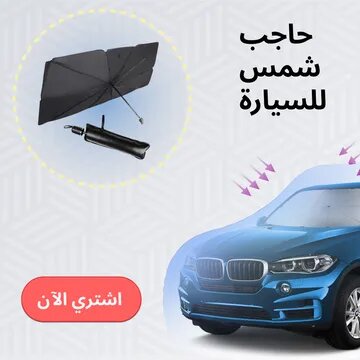 حاجب
شمس
للسيارة
اشتري الآن